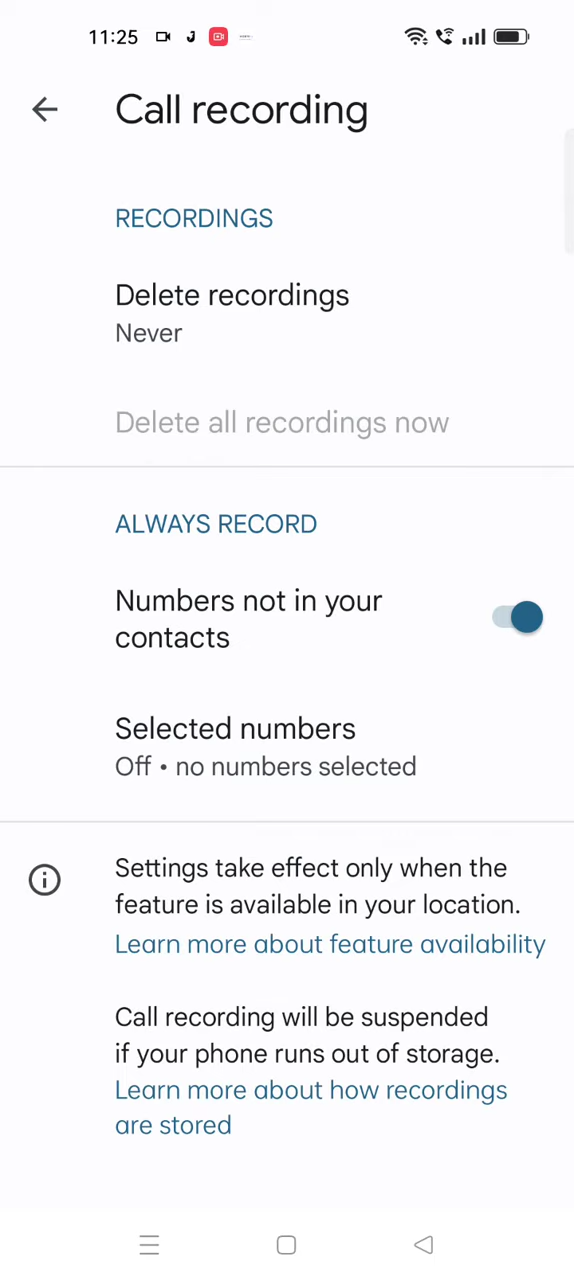 11:25
Call recording
RECORDINGS
Delete recordings
Never
Delete all recordings now
ALWAYS RECORD
Numbers not in your
contacts
Selected numbers
Off • no numbers selected
Settings take effect only when the
feature is available in your location.
Learn more about feature availability
Call recording will be suspended
if your phone runs out of storage.
Learn more about how recordings
are stored